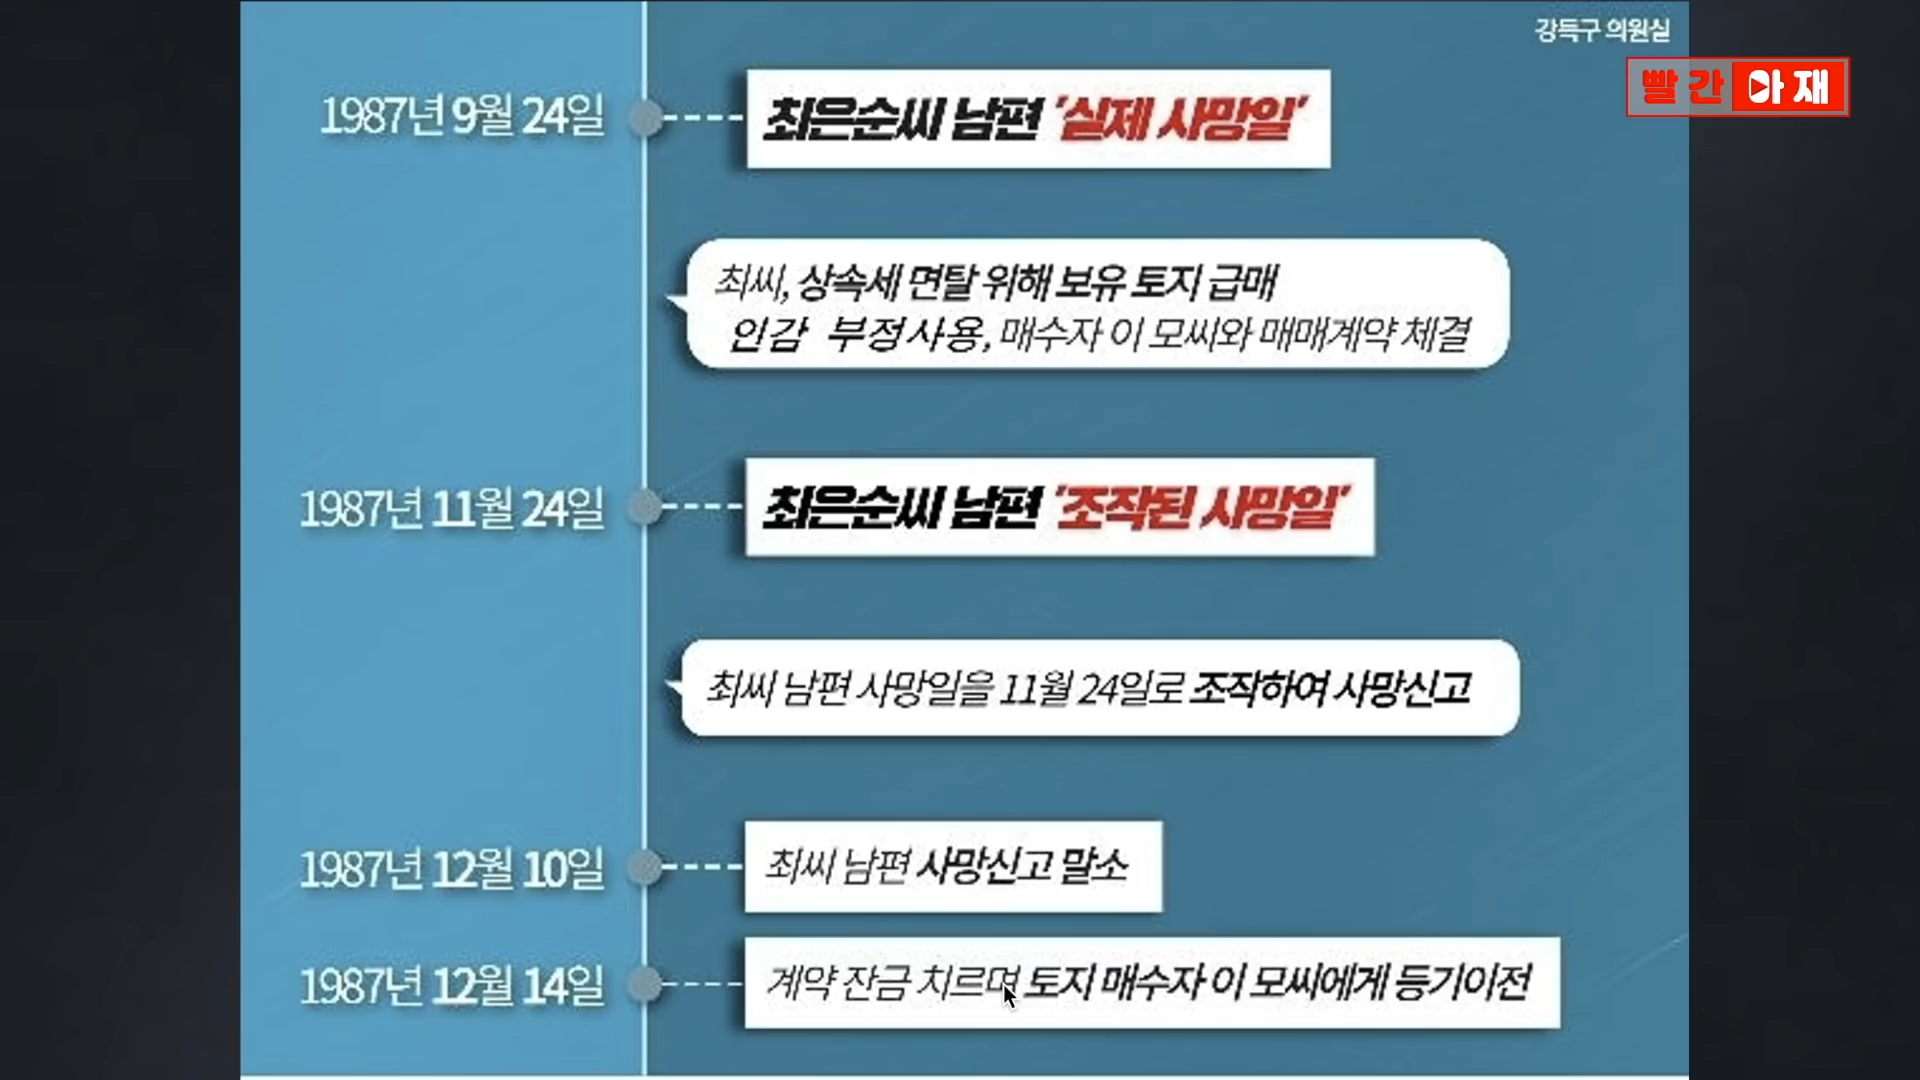 강득구 의원실
빨간아재
1987년 9월 24일
최은순씨 남편 '실제 사망일'
최씨, 상속세 면탈 위해 보유 토지 급매
인감 부정사용, 매수자 이 모씨와 매매계약 체결
1987년 11월 24일
최은순씨 남편 '조작된 사망일'
최씨 남편 사망일을 11월 24일로 조작하여 사망신고
1987년 12월 10일
최씨 남편 사망신고 말소
1987년 12월 14일
계약 잔금 치르며 토지 매수자 이 모씨에게 등기이전